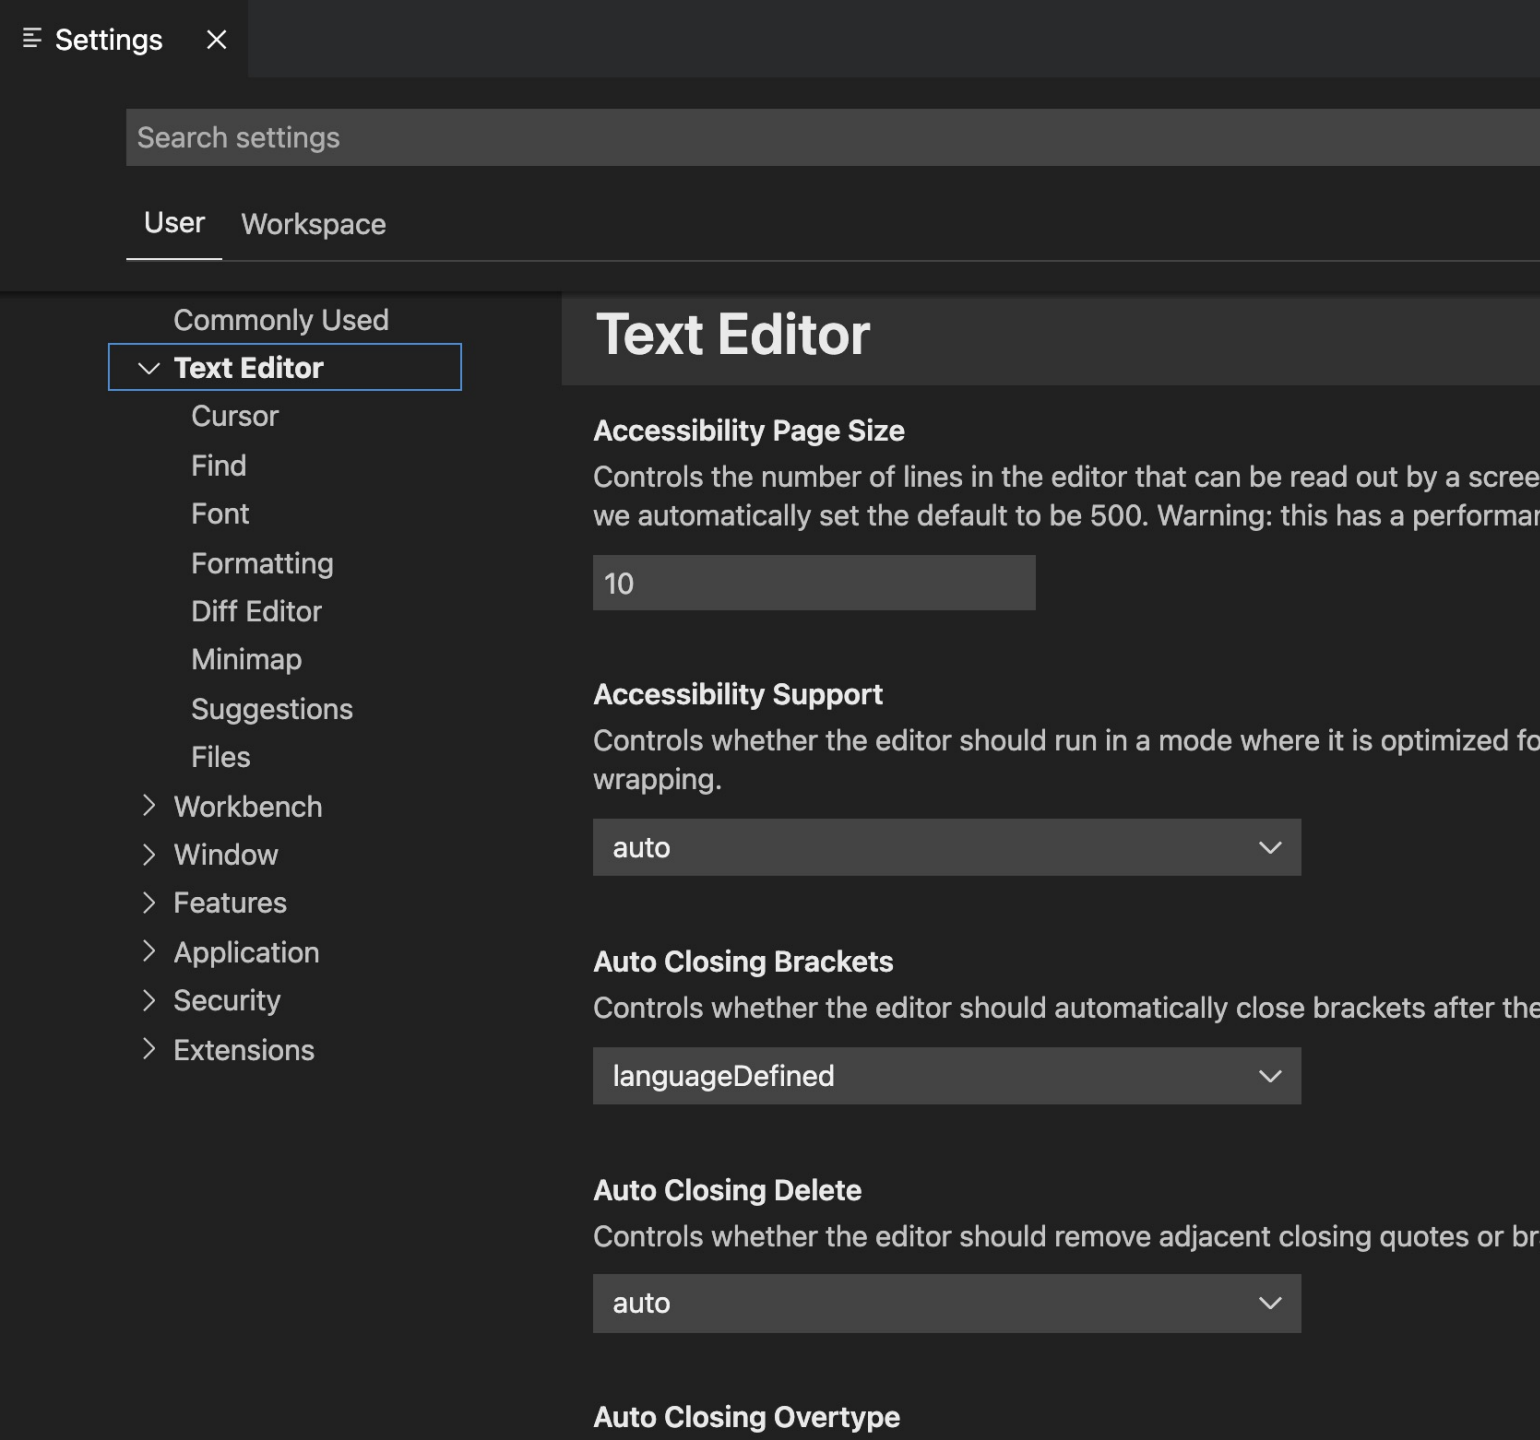 Settings
Search settings
User Workspace
Commonly Used
Text Editor
Cursor
Find
Font
Formatting
Diff Editor
Minimap
Suggestions
Files
Workbench
Window
Features
Application
Security
Extensions
Text Editor
Accessibility Page Size
Controls the number of lines in the editor that can be read out by a scree
we automatically set the default to be 500. Warning: this has a performan
10
Accessibility Support
Controls whether the editor should run in a mode where it is optimized fo
wrapping.
auto
Auto Closing Brackets
Controls whether the editor should automatically close brackets after the
languageDefined
Auto Closing Delete
Controls whether the editor should remove adjacent closing quotes or br
auto
Auto Closing Overtype